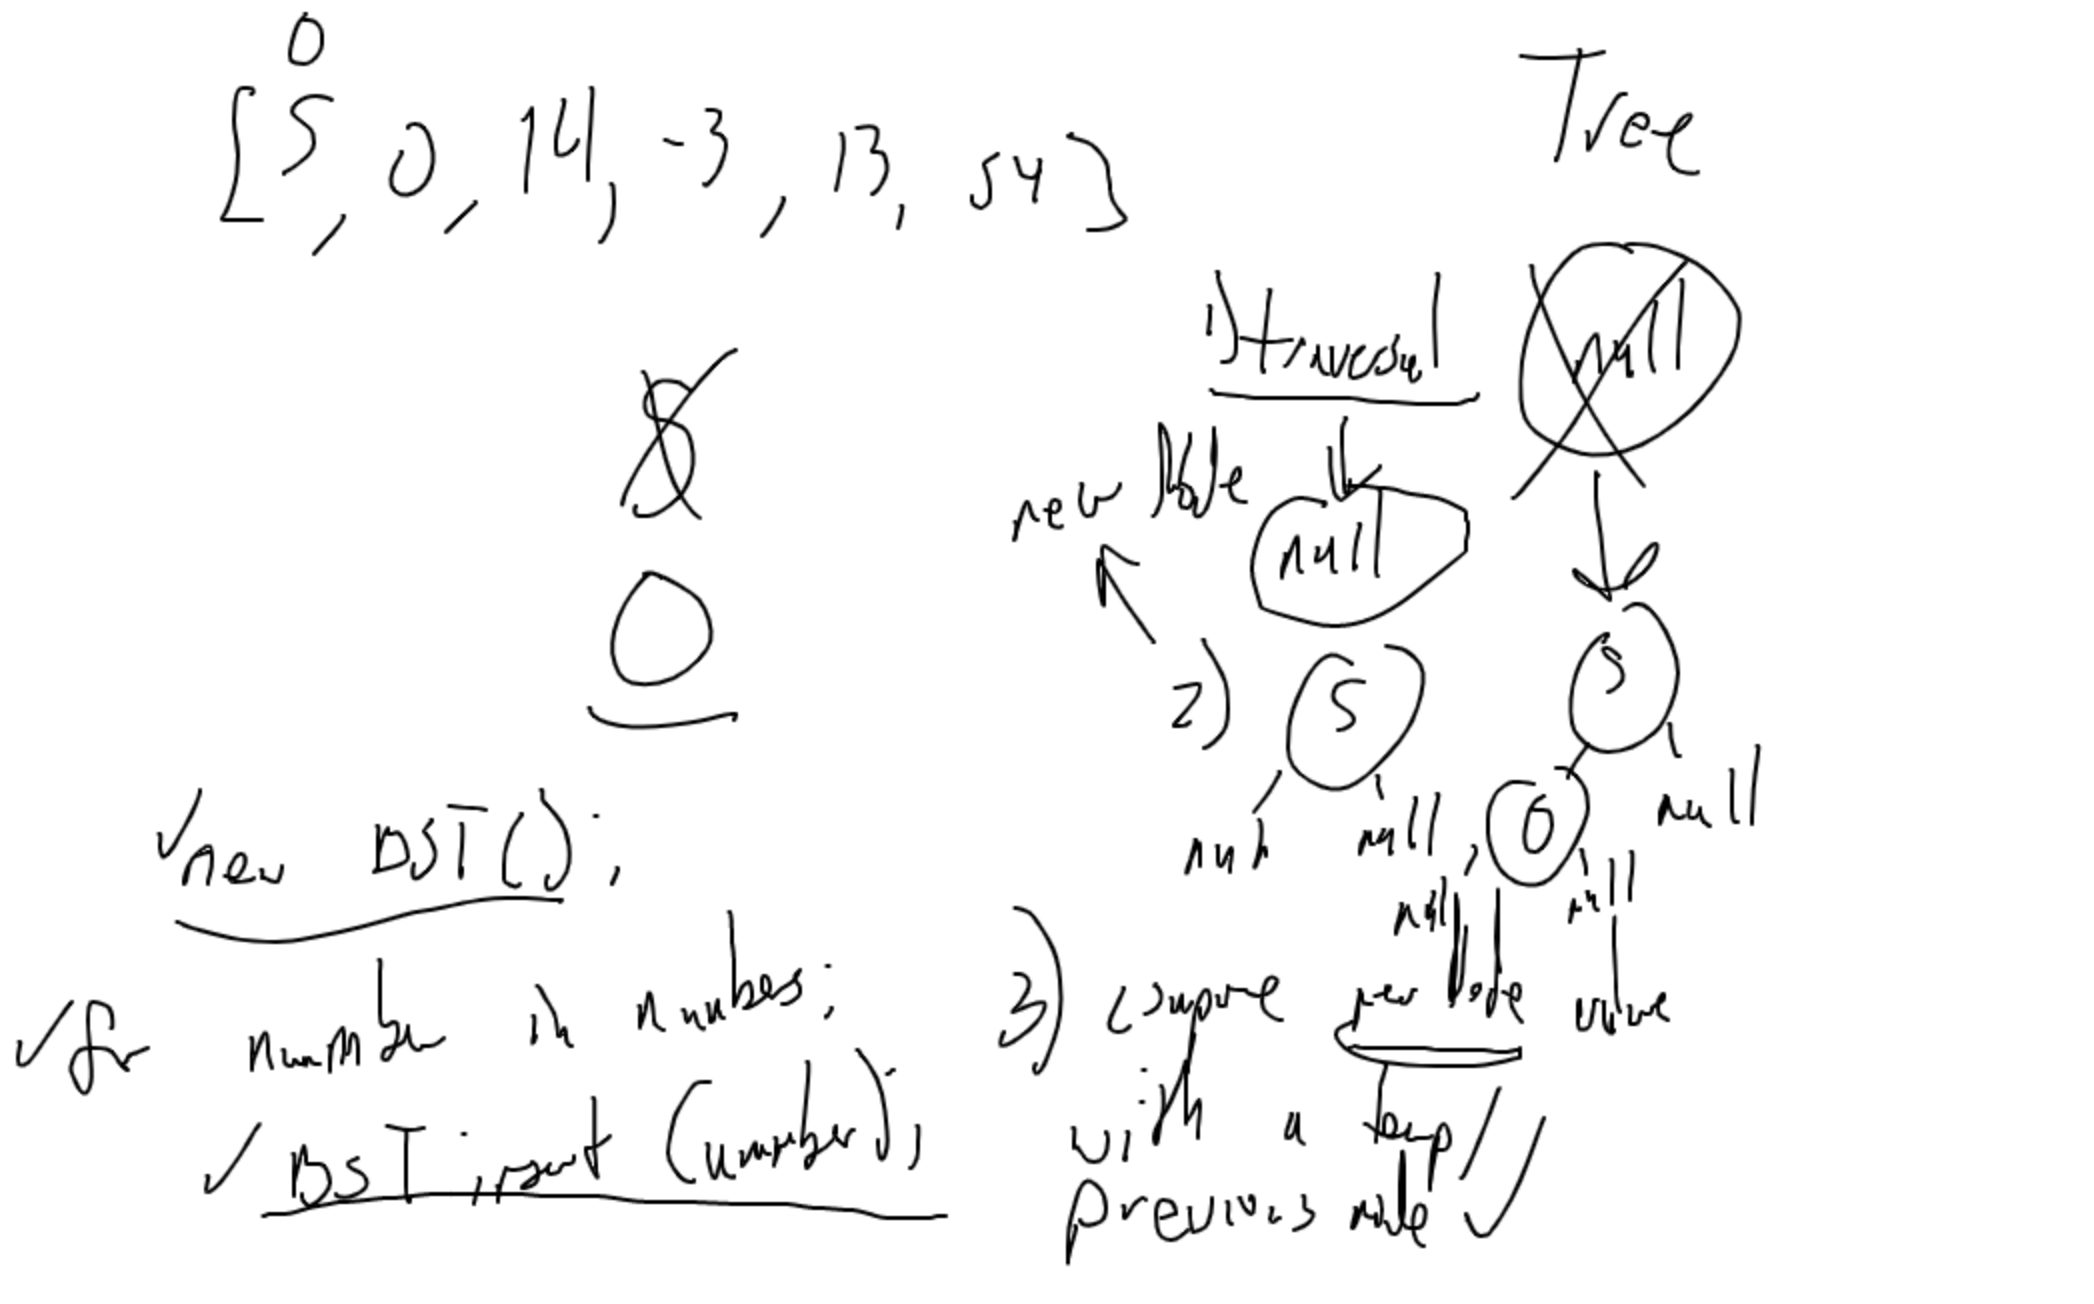 0
[5, 0, 14, -3, 13, 54]
Tree
null
1) traversal
5
new Node
null
0
2) 5
5
null
null
null
0
null
null
new BST();
for number in numbers:
BST.insert(number);
3) compare new Node value
with a temp/
previous node